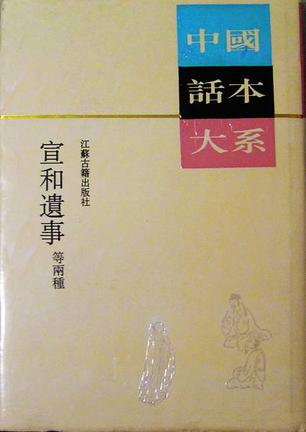 中國
話本
大系
宣和遺事 等兩種
江蘇古籍出版社